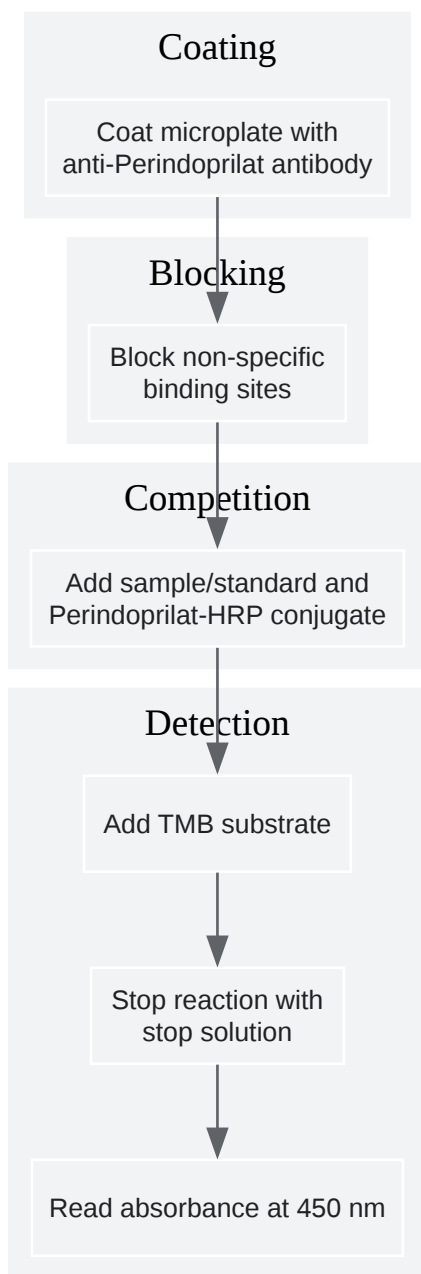 Coating
Coat microplate with
anti-Perindoprilat antibody
Blocking
Block non-specific
binding sites
Competition
Add sample/standard and
Perindoprilat-HRP conjugate
Detection
Add TMB substrate
Stop reaction with
stop solution
Read absorbance at 450 nm